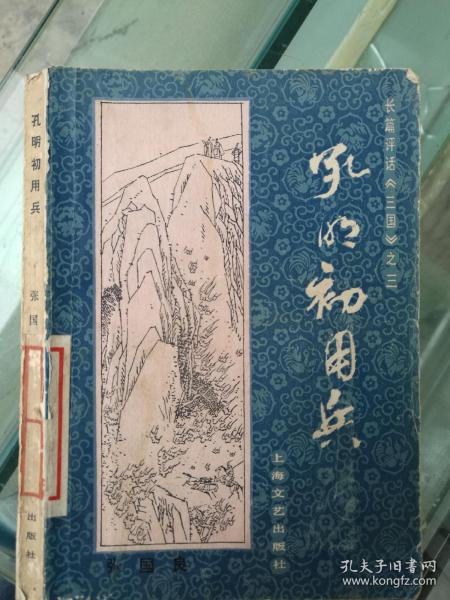 长篇评话《三国》之三
孔明初用兵
上海文艺出版社
张国良
孔明初用兵
张国
出版社
孔夫子旧书网
www.kongfz.com